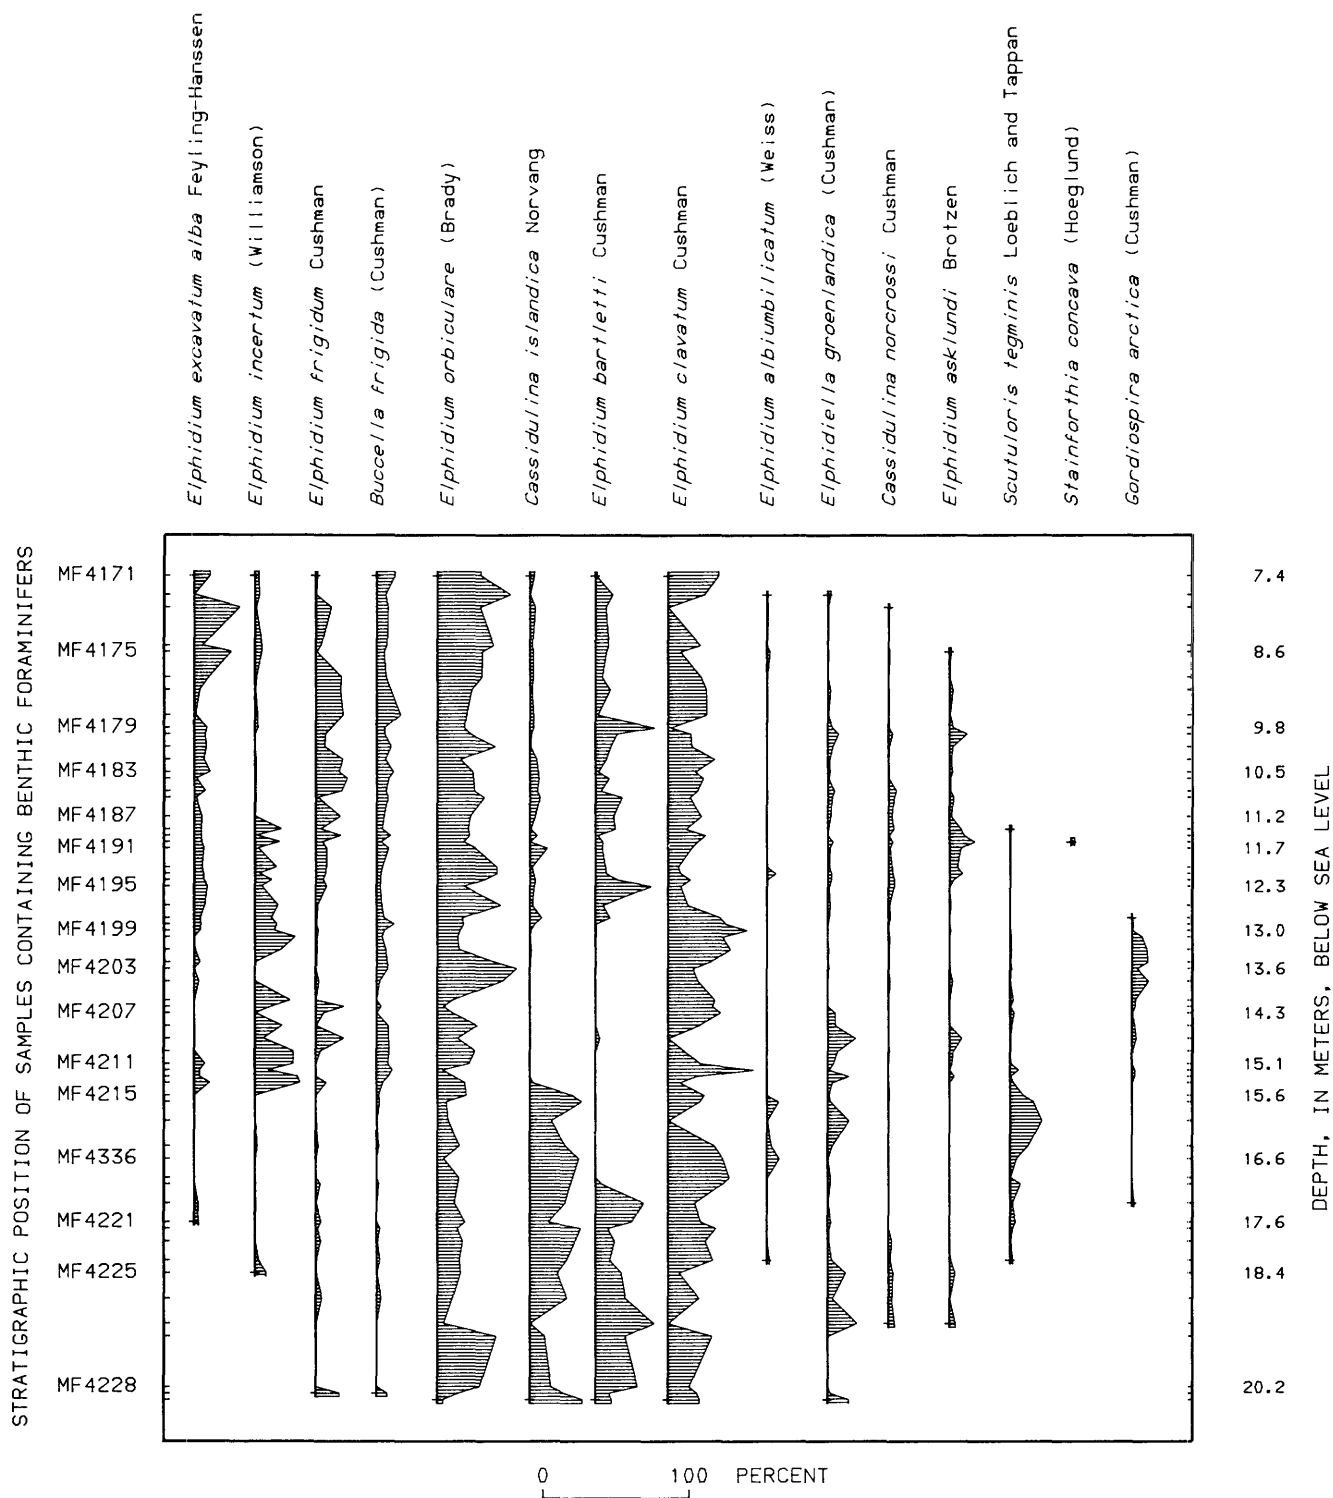 Elphidium excavatum alba Feyling-Hanssen
Elphidium incertum (Williamson)
Elphidium frigidum Cushman
Buccella frigida (Cushman)
Elphidium orbiculare (Brady)
Cassidulina islandica Norvang
Elphidium bartletti Cushman
Elphidium clavatum Cushman
Elphidium albiumbilicatum (Weiss)
Elphidiella groenlandica (Cushman)
Cassidulina norcrossi Cushman
Elphidium asklundi Brotzen
Scutuloris tegminis Loeblich and Tappan
Stainforthia concava (Hoeglund)
Gordiospira arctica (Cushman)
STRATIGRAPHIC POSITION OF SAMPLES CONTAINING BENTHIC FORAMINIFERS
MF4171
MF4175
MF4179
MF4183
MF4187
MF4191
MF4195
MF4199
MF4203
MF4207
MF4211
MF4215
MF4336
MF4221
MF4225
MF4228
7.4
8.6
9.8
10.5
11.2
11.7
12.3
13.0
13.6
14.3
15.1
15.6
16.6
17.6
18.4
20.2
DEPTH, IN METERS, BELOW SEA LEVEL
0 100 PERCENT